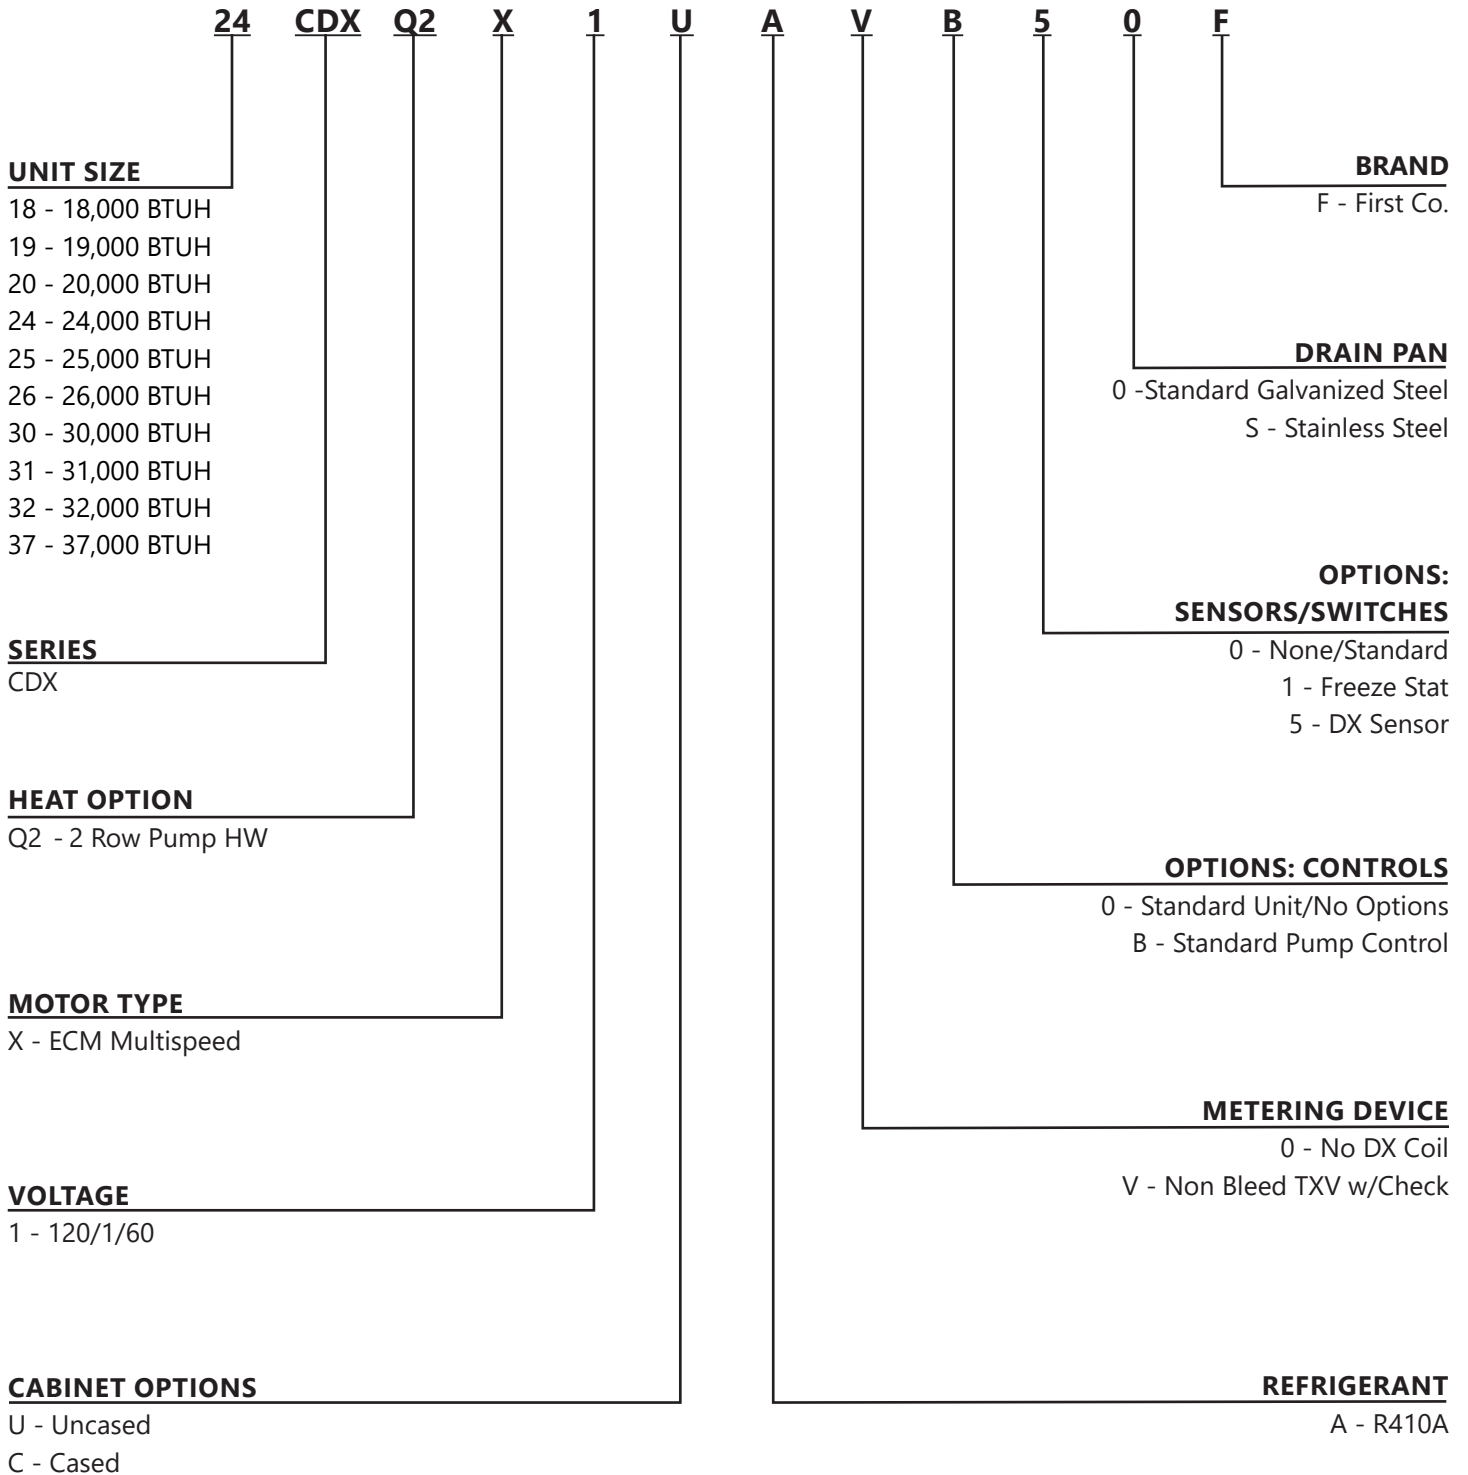 24 CDX Q2 X 1 U A V B 5 0 F
UNIT SIZE
18 - 18,000 BTUH
19 - 19,000 BTUH
20 - 20,000 BTUH
24 - 24,000 BTUH
25 - 25,000 BTUH
26 - 26,000 BTUH
30 - 30,000 BTUH
31 - 31,000 BTUH
32 - 32,000 BTUH
37 - 37,000 BTUH
SERIES
CDX
HEAT OPTION
Q2 - 2 Row Pump HW
MOTOR TYPE
X - ECM Multispeed
VOLTAGE
1 - 120/1/60
CABINET OPTIONS
U - Uncased
C - Cased
BRAND
F - First Co.
DRAIN PAN
0 -Standard Galvanized Steel
S - Stainless Steel
OPTIONS:
SENSORS/SWITCHES
0 - None/Standard
1 - Freeze Stat
5 - DX Sensor
OPTIONS: CONTROLS
0 - Standard Unit/No Options
B - Standard Pump Control
METERING DEVICE
0 - No DX Coil
V - Non Bleed TXV w/Check
REFRIGERANT
A - R410A